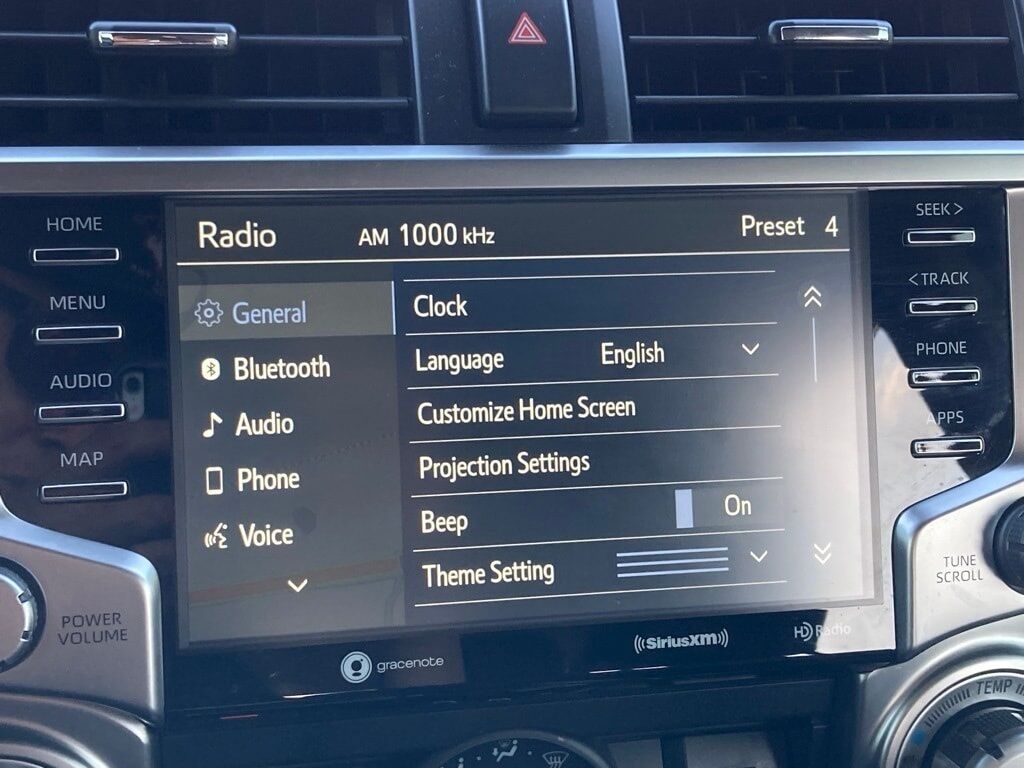 HOME
MENU
AUDIO
MAP
POWER
VOLUME
Radio AM 1000 kHz Preset 4
General
Bluetooth
Audio
Phone
Voice
Clock
Language English
Customize Home Screen
Projection Settings
Beep On
Theme Setting
SEEK >
< TRACK
PHONE
APPS
TUNE
SCROLL
gracenote
SiriusXM
HD Radio
TEMP